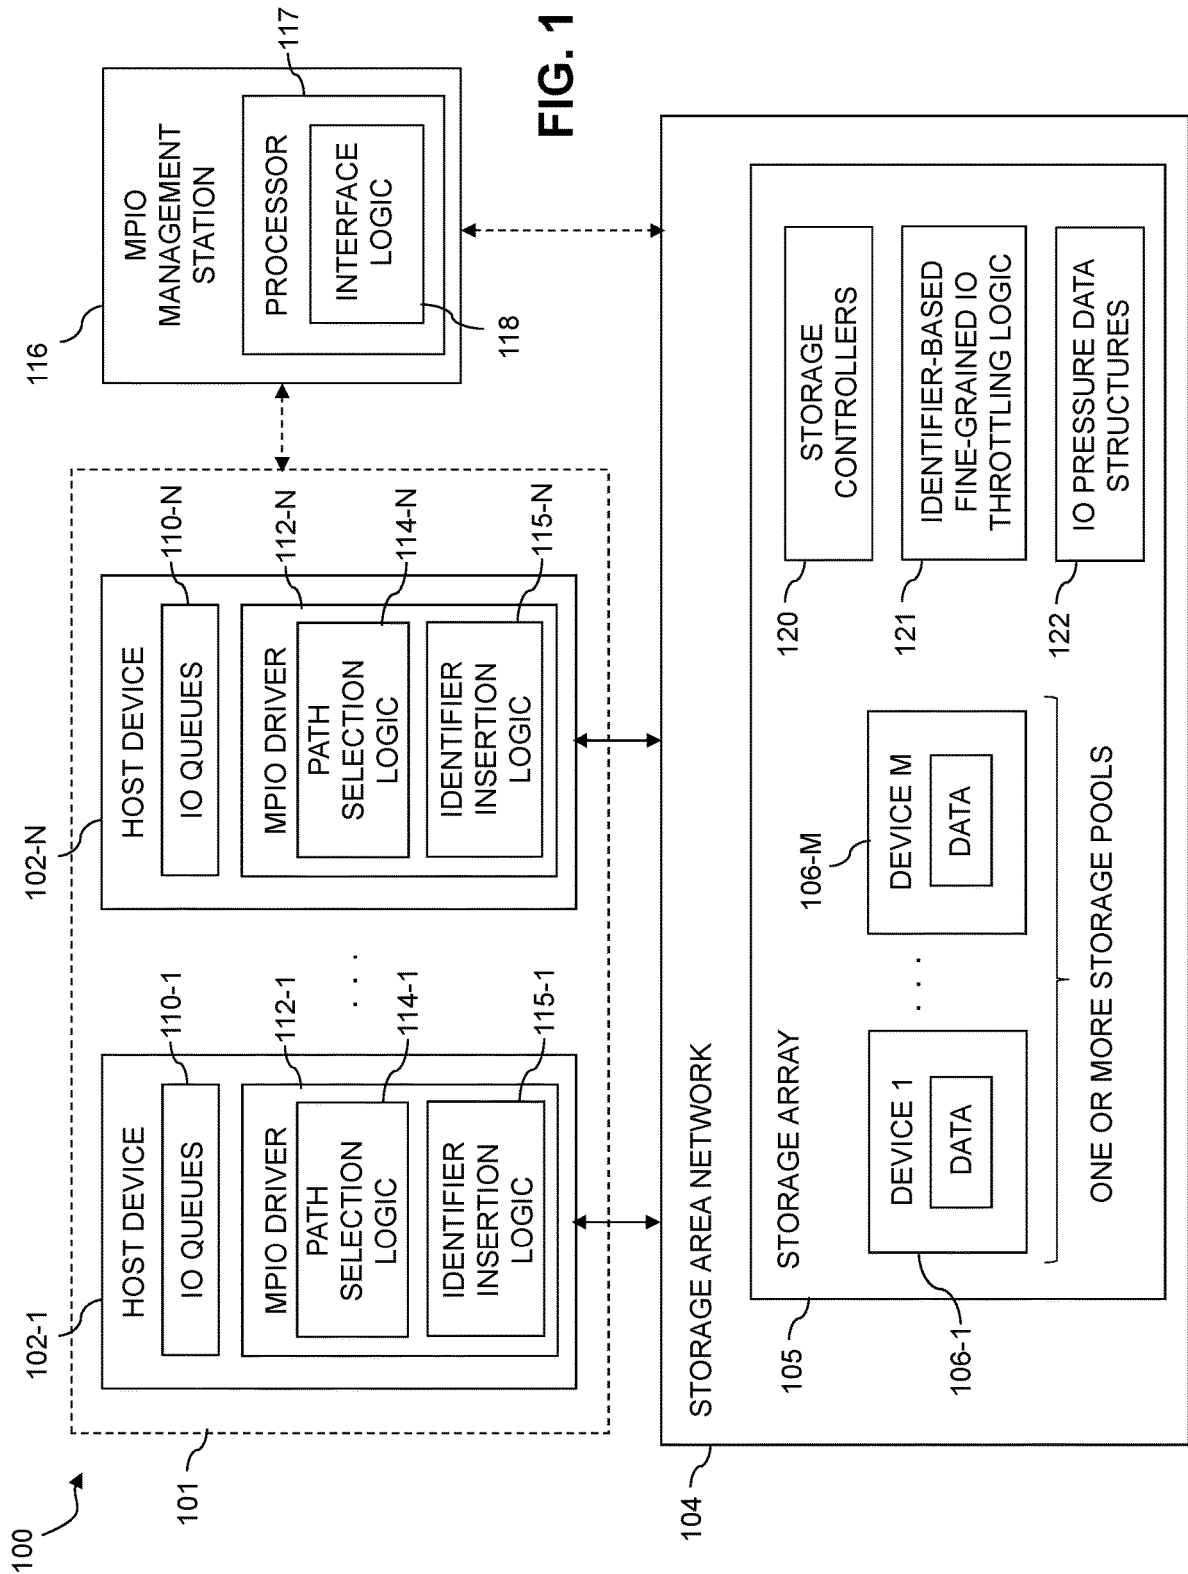 100
101
102-1
HOST DEVICE
110-1
IO QUEUES
112-1
MPIO DRIVER
114-1
PATH
SELECTION
LOGIC
115-1
IDENTIFIER
INSERTION
LOGIC
. . .
102-N
HOST DEVICE
110-N
IO QUEUES
112-N
MPIO DRIVER
114-N
PATH
SELECTION
LOGIC
115-N
IDENTIFIER
INSERTION
LOGIC
116
MPIO
MANAGEMENT
STATION
117
PROCESSOR
INTERFACE
LOGIC
118
FIG. 1
104
STORAGE AREA NETWORK
105
STORAGE ARRAY
106-1
DEVICE 1
DATA
. . .
106-M
DEVICE M
DATA
ONE OR MORE STORAGE POOLS
120
STORAGE
CONTROLLERS
121
IDENTIFIER-BASED
FINE-GRAINED IO
THROTTLING LOGIC
122
IO PRESSURE DATA
STRUCTURES